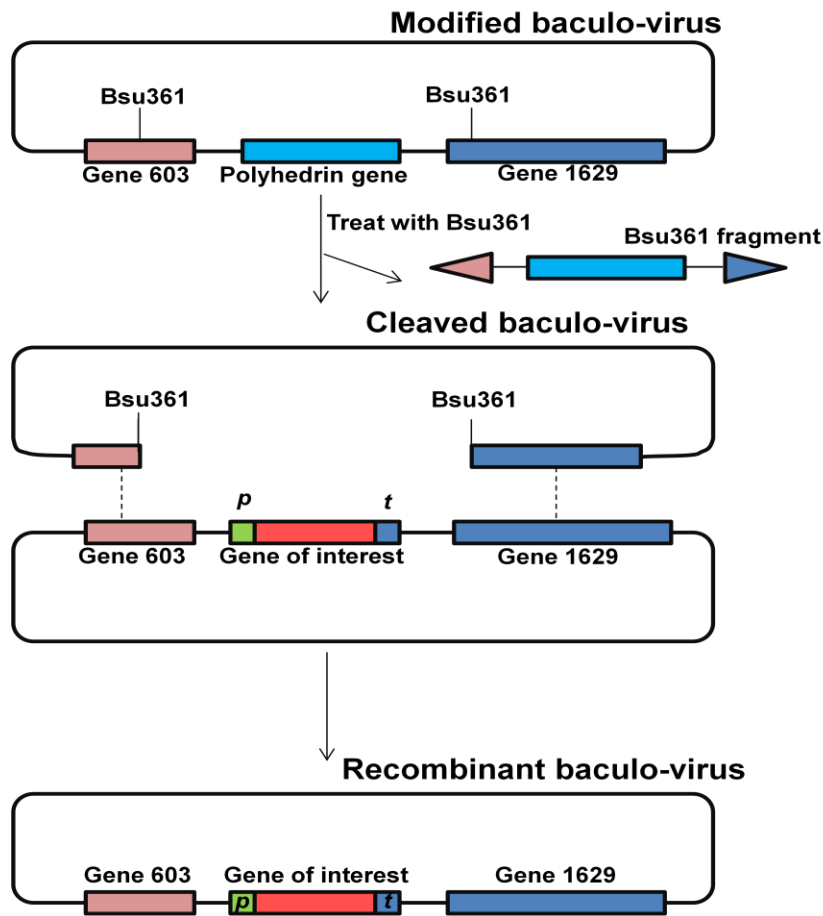 Modified baculo-virus
Bsu361
Bsu361
Gene 603
Polyhedrin gene
Gene 1629
Treat with Bsu361
Bsu361 fragment
Cleaved baculo-virus
Bsu361
Bsu361
p
t
Gene 603
Gene of interest
Gene 1629
Recombinant baculo-virus
Gene 603
Gene of interest
Gene 1629
p
t